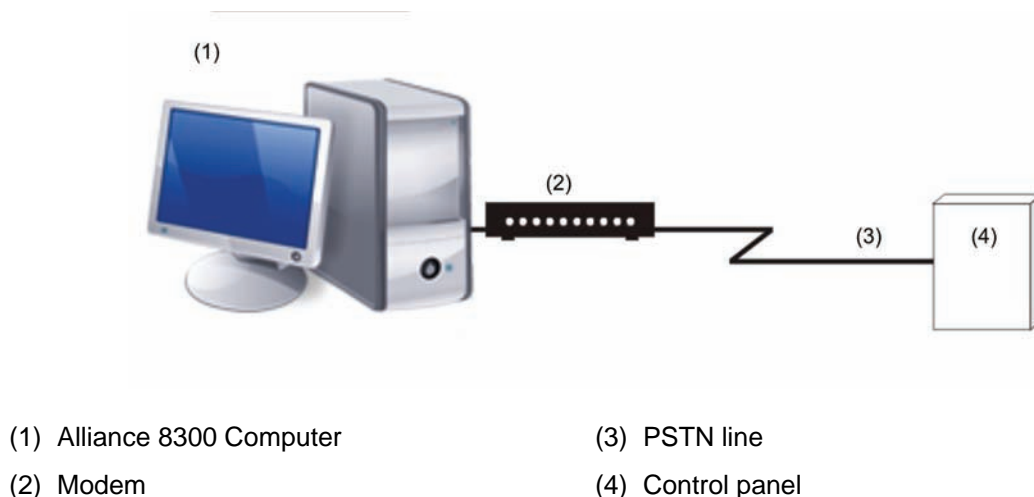 (1)
(2)
(3)
(4)
(1) Alliance 8300 Computer
(2) Modem
(3) PSTN line
(4) Control panel